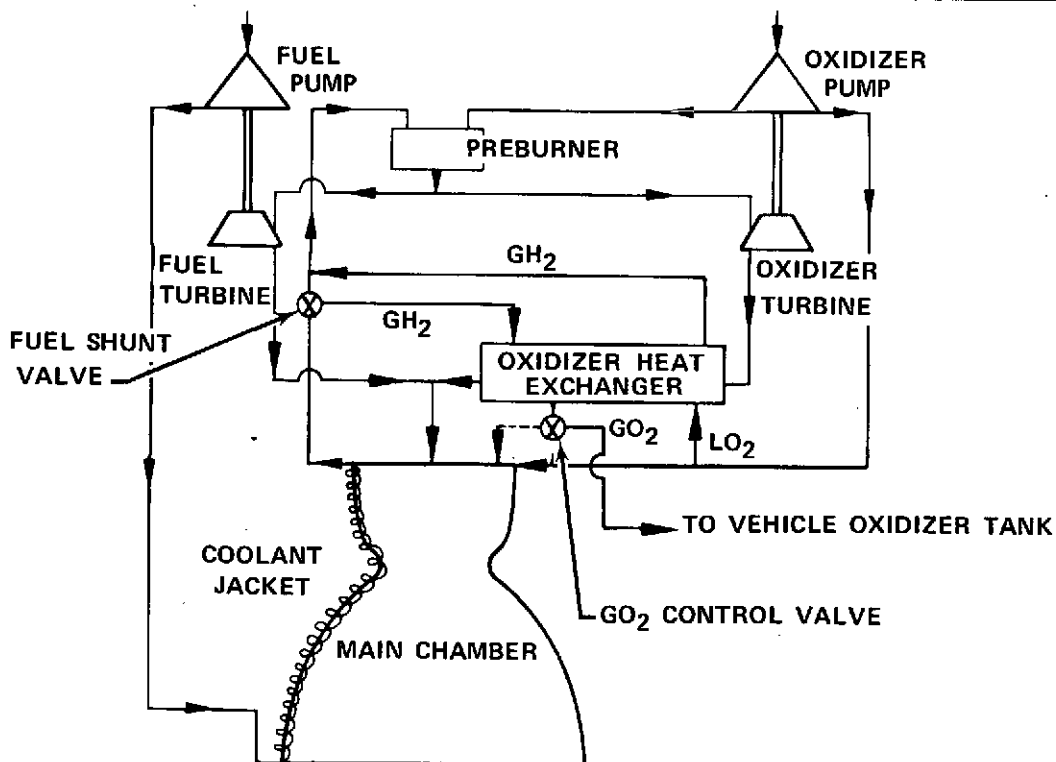 FUEL
PUMP
OXIDIZER
PUMP
PREBURNER
FUEL
TURBINE
GH2
OXIDIZER
TURBINE
GH2
FUEL SHUNT
VALVE
OXIDIZER HEAT
EXCHANGER
GO2
LO2
TO VEHICLE OXIDIZER TANK
COOLANT
JACKET
GO2 CONTROL VALVE
MAIN CHAMBER